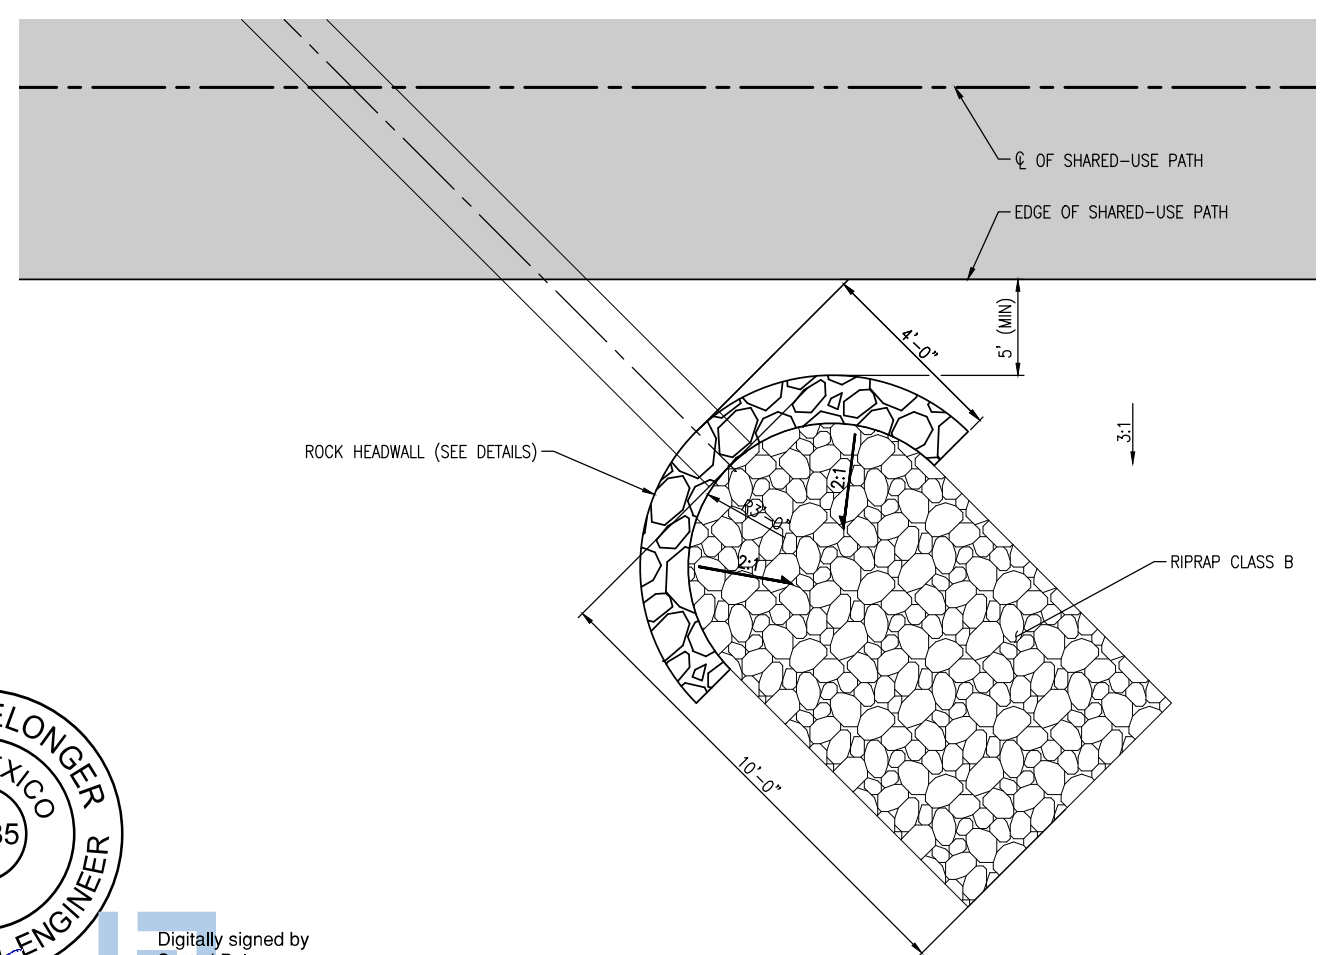 ℄ OF SHARED-USE PATH
EDGE OF SHARED-USE PATH
5' (MIN)
4'-0"
3:1
ROCK HEADWALL (SEE DETAILS)
2:1
R3'-0"
2:1
RIPRAP CLASS B
10'-0"
ELONGER
EXICO
35
ENGINEER
Digitally signed by